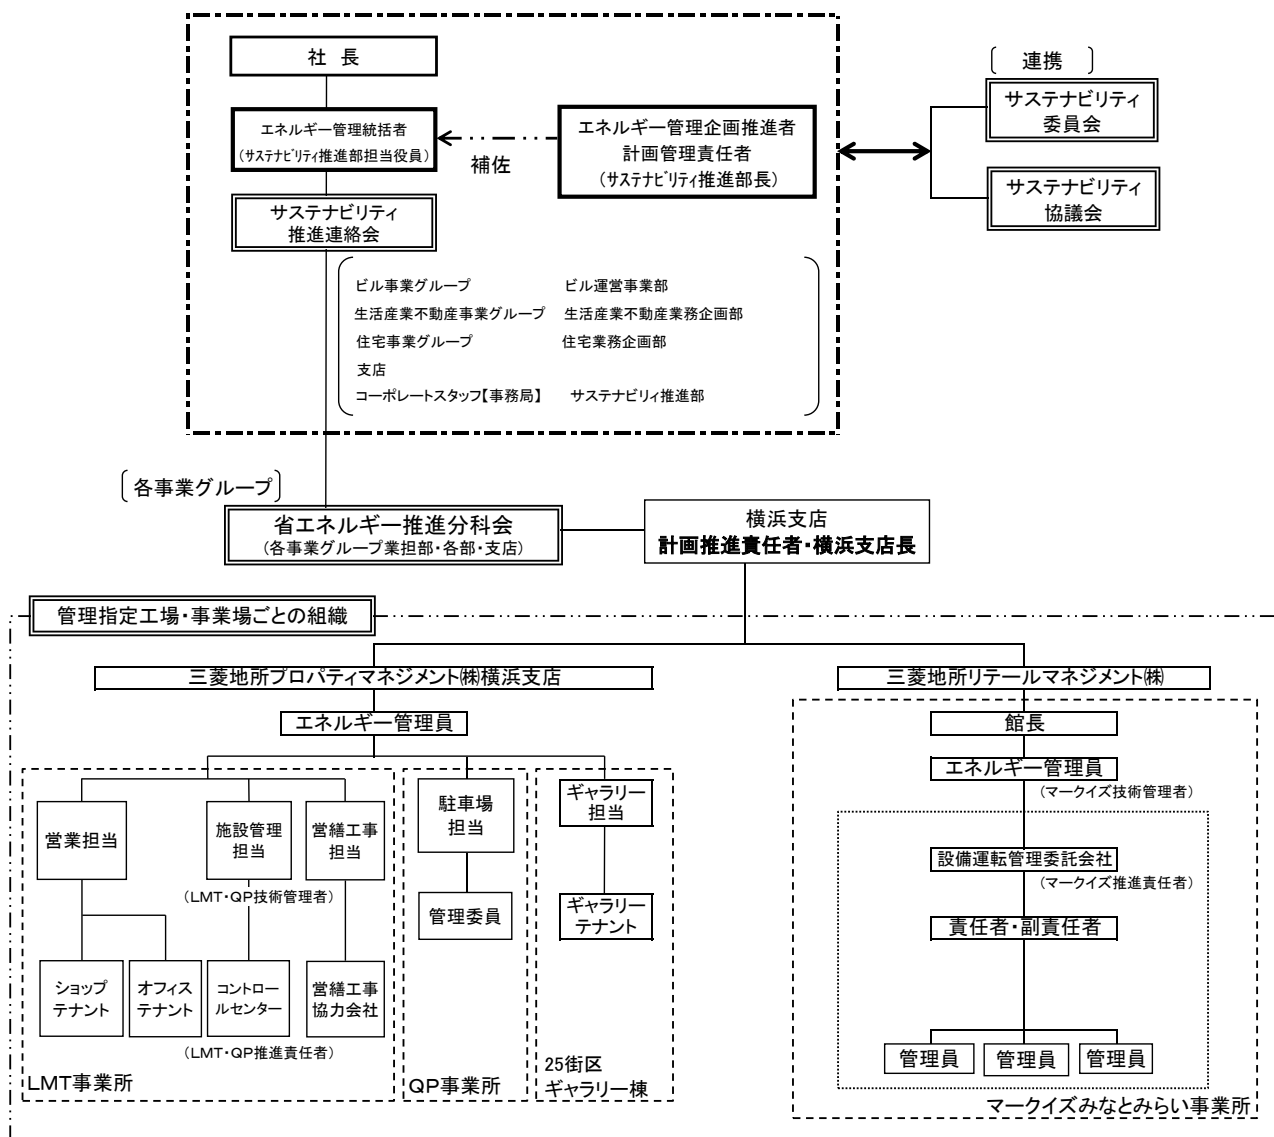 社 長
エネルギー管理統括者
(サステナビリティ推進部担当役員)
補佐
エネルギー管理企画推進者
計画管理責任者
(サステナビリティ推進部長)
連携
サステナビリティ
委員会
サステナビリティ
協議会
サステナビリティ
推進連絡会
ビル事業グループ ビル運営事業部
生活産業不動産事業グループ 生活産業不動産業務企画部
住宅事業グループ 住宅業務企画部
支店
コーポレートスタッフ【事務局】 サステナビリィ推進部
各事業グループ
省エネルギー推進分科会
(各事業グループ業担部・各部・支店)
横浜支店
計画推進責任者・横浜支店長
管理指定工場・事業場ごとの組織
三菱地所プロパティマネジメント㈱横浜支店
エネルギー管理員
営業担当
施設管理
担当
(LMT・QP技術管理者)
営繕工事
担当
ショップ
テナント
オフィス
テナント
コントロー
ルセンター
(LMT・QP推進責任者)
営繕工事
協力会社
LMT事業所
駐車場
担当
管理委員
QP事業所
ギャラリー
担当
ギャラリー
テナント
25街区
ギャラリー棟
三菱地所リテールマネジメント㈱
館長
エネルギー管理員
(マークイズ技術管理者)
設備運転管理委託会社
(マークイズ推進責任者)
責任者・副責任者
管理員
管理員
管理員
マークイズみなとみらい事業所